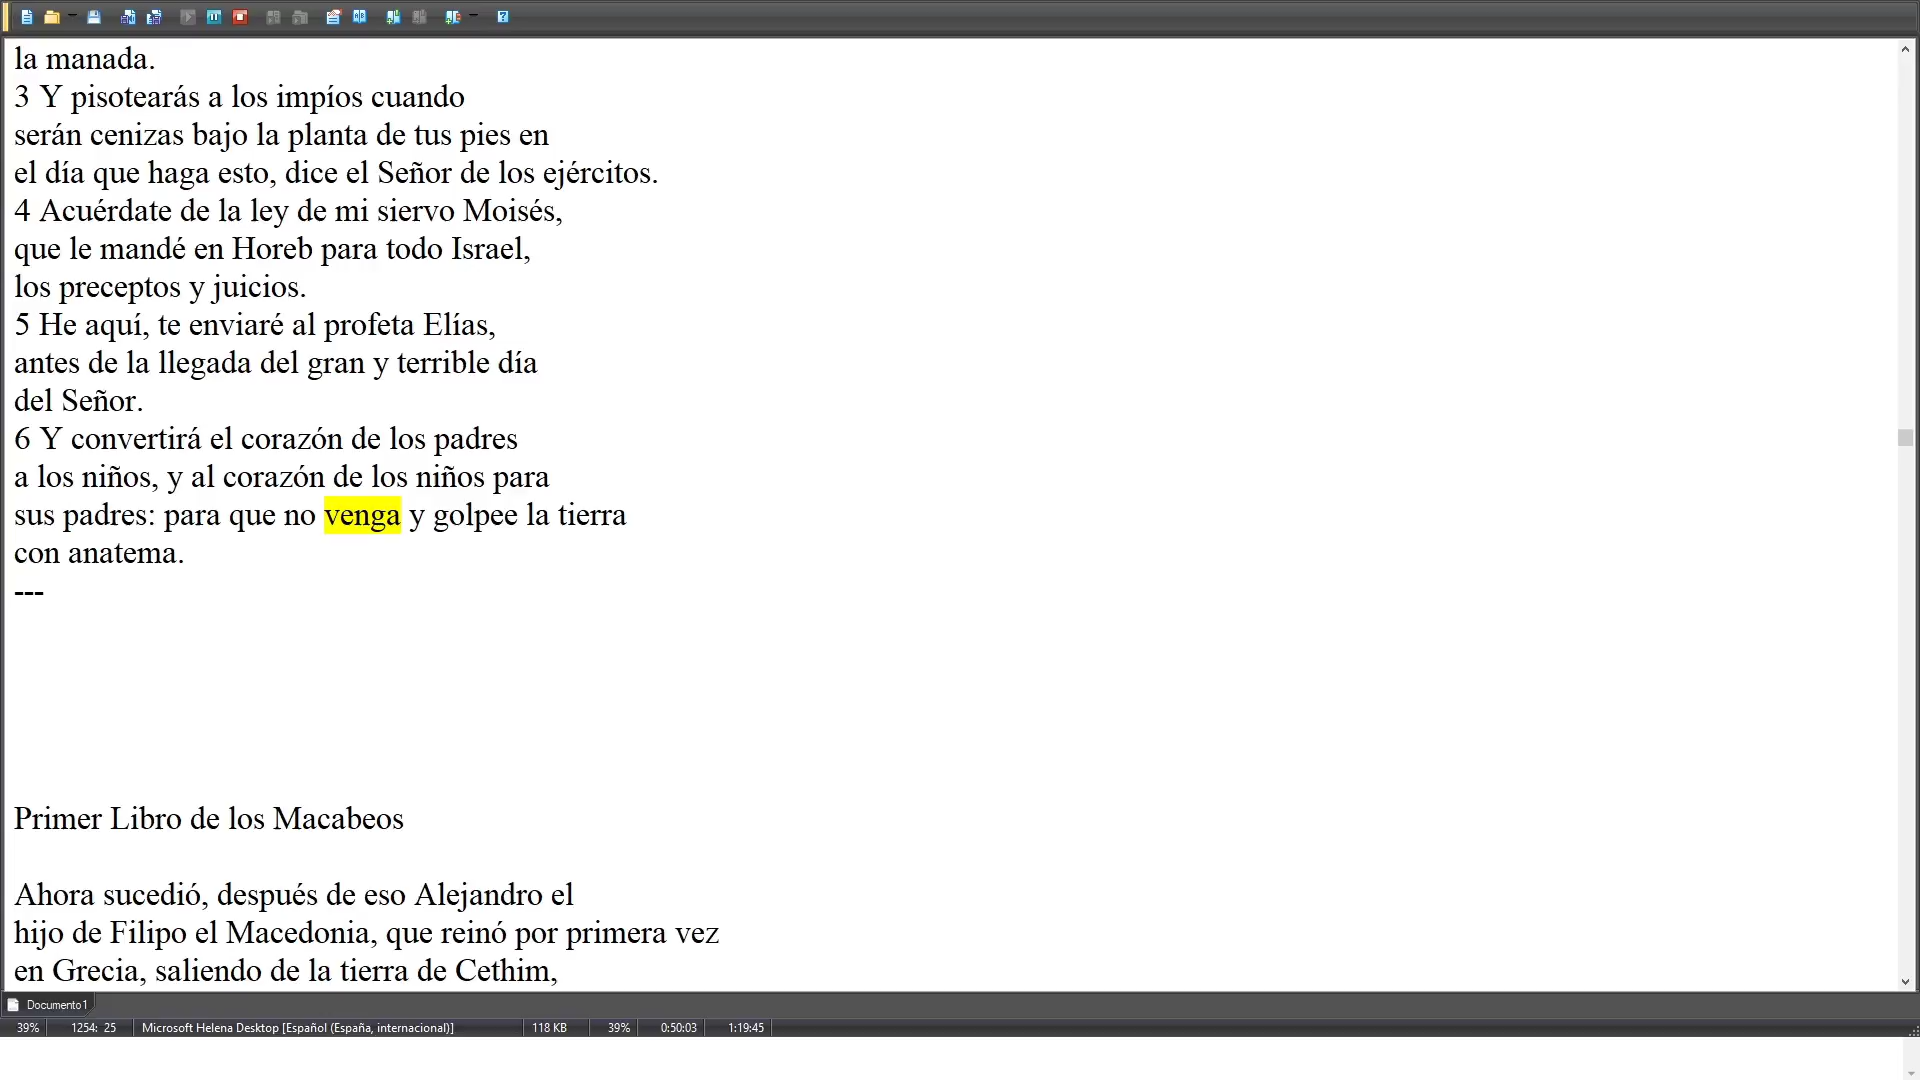 la manada.
3 Y pisotearás a los impíos cuando
serán cenizas bajo la planta de tus pies en
el día que haga esto, dice el Señor de los ejércitos.
4 Acuérdate de la ley de mi siervo Moisés,
que le mandé en Horeb para todo Israel,
los preceptos y juicios.
5 He aquí, te enviaré al profeta Elías,
antes de la llegada del gran y terrible día
del Señor.
6 Y convertirá el corazón de los padres
a los niños, y al corazón de los niños para
sus padres: para que no venga y golpee la tierra
con anatema.
---
Primer Libro de los Macabeos
Ahora sucedió, después de eso Alejandro el
hijo de Filipo el Macedonia, que reinó por primera vez
en Grecia, saliendo de la tierra de Cethim,
Documento1
39% 1254: 25 Microsoft Helena Desktop [Español (España, internacional)] 118 KB 39% 0:50:03 1:19:45